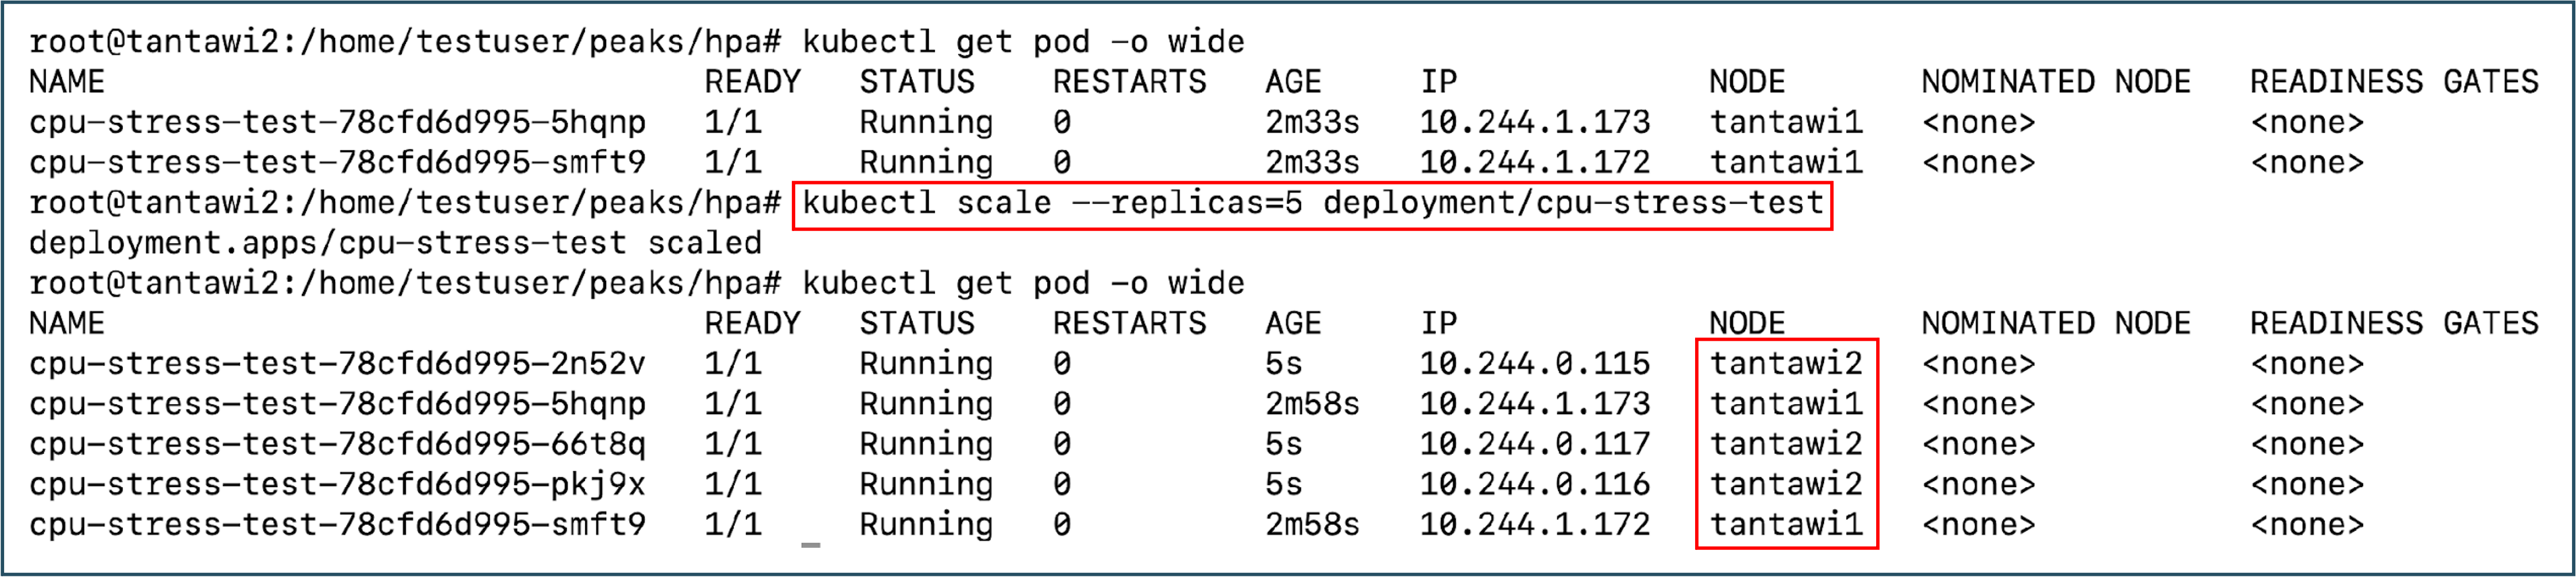 root@tantawi2:/home/testuser/peaks/hpa# kubectl get pod -o wide
NAME READY STATUS RESTARTS AGE IP NODE NOMINATED NODE READINESS GATES
cpu-stress-test-78cfd6d995-5hqnp 1/1 Running 0 2m33s 10.244.1.173 tantawi1 <none> <none>
cpu-stress-test-78cfd6d995-smft9 1/1 Running 0 2m33s 10.244.1.172 tantawi1 <none> <none>
root@tantawi2:/home/testuser/peaks/hpa# kubectl scale --replicas=5 deployment/cpu-stress-test
deployment.apps/cpu-stress-test scaled
root@tantawi2:/home/testuser/peaks/hpa# kubectl get pod -o wide
NAME READY STATUS RESTARTS AGE IP NODE NOMINATED NODE READINESS GATES
cpu-stress-test-78cfd6d995-2n52v 1/1 Running 0 5s 10.244.0.115 tantawi2 <none> <none>
cpu-stress-test-78cfd6d995-5hqnp 1/1 Running 0 2m58s 10.244.1.173 tantawi1 <none> <none>
cpu-stress-test-78cfd6d995-66t8q 1/1 Running 0 5s 10.244.0.117 tantawi2 <none> <none>
cpu-stress-test-78cfd6d995-pkj9x 1/1 Running 0 5s 10.244.0.116 tantawi2 <none> <none>
cpu-stress-test-78cfd6d995-smft9 1/1 Running 0 2m58s 10.244.1.172 tantawi1 <none> <none>